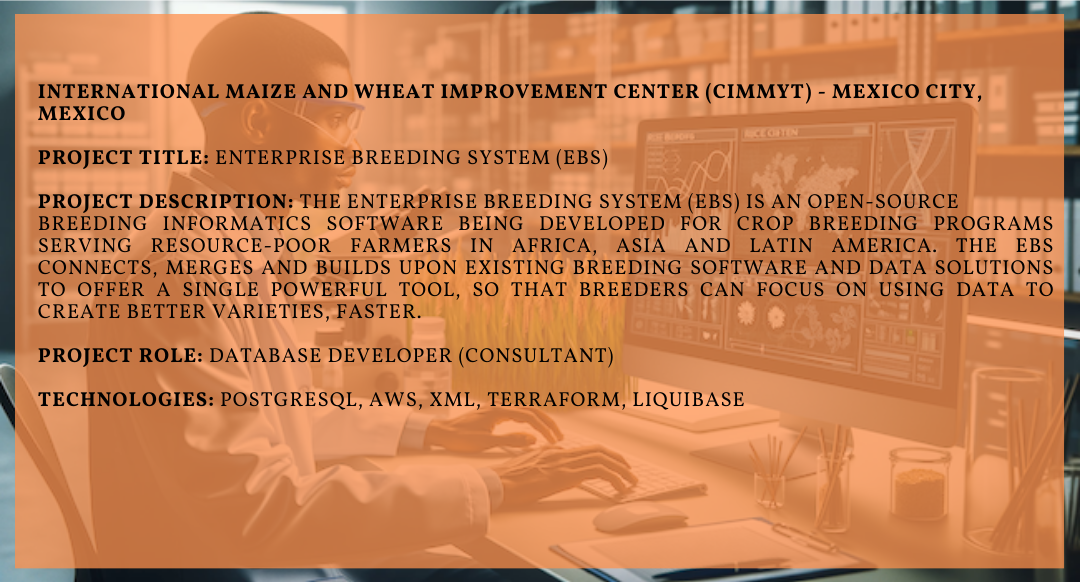 INTERNATIONAL MAIZE AND WHEAT IMPROVEMENT CENTER (CIMMYT) - MEXICO CITY,
MEXICO
PROJECT TITLE: ENTERPRISE BREEDING SYSTEM (EBS)
PROJECT DESCRIPTION: THE ENTERPRISE BREEDING SYSTEM (EBS) IS AN OPEN-SOURCE
BREEDING INFORMATICS SOFTWARE BEING DEVELOPED FOR CROP BREEDING PROGRAMS
SERVING RESOURCE-POOR FARMERS IN AFRICA, ASIA AND LATIN AMERICA. THE EBS
CONNECTS, MERGES AND BUILDS UPON EXISTING BREEDING SOFTWARE AND DATA SOLUTIONS
TO OFFER A SINGLE POWERFUL TOOL, SO THAT BREEDERS CAN FOCUS ON USING DATA TO
CREATE BETTER VARIETIES, FASTER.
PROJECT ROLE: DATABASE DEVELOPER (CONSULTANT)
TECHNOLOGIES: POSTGRESQL, AWS, XML, TERRAFORM, LIQUIBASE